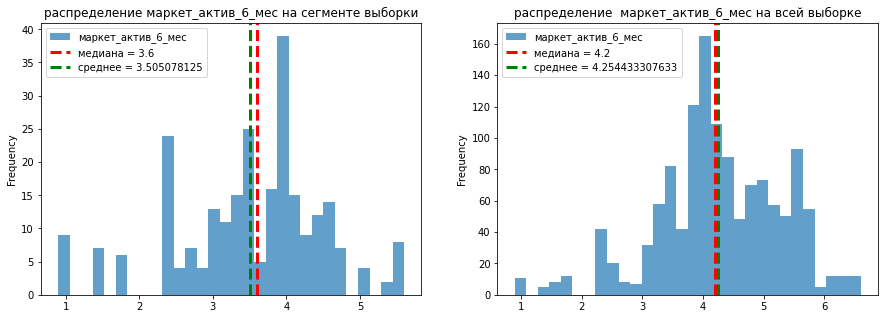 распределение маркет_актив_6_мес на сегменте выборки
маркет_актив_6_мес
медиана = 3.6
среднее = 3.505078125
Frequency
40
35
30
25
20
15
10
5
0
1
2
3
4
5
распределение  маркет_актив_6_мес на всей выборке
маркет_актив_6_мес
медиана = 4.2
среднее = 4.254433307633
Frequency
160
140
120
100
80
60
40
20
0
1
2
3
4
5
6